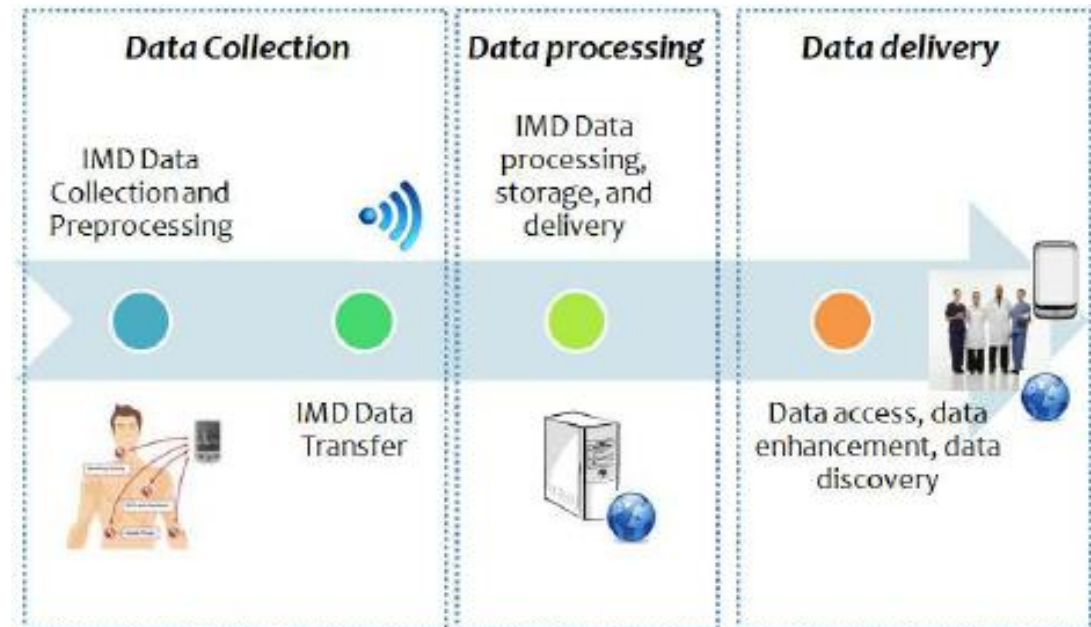 Data Collection
Data processing
Data delivery
IMD Data
Collection and
Preprocessing
IMD Data
processing,
storage, and
delivery
IMD Data
Transfer
Data access, data
enhancement, data
discovery